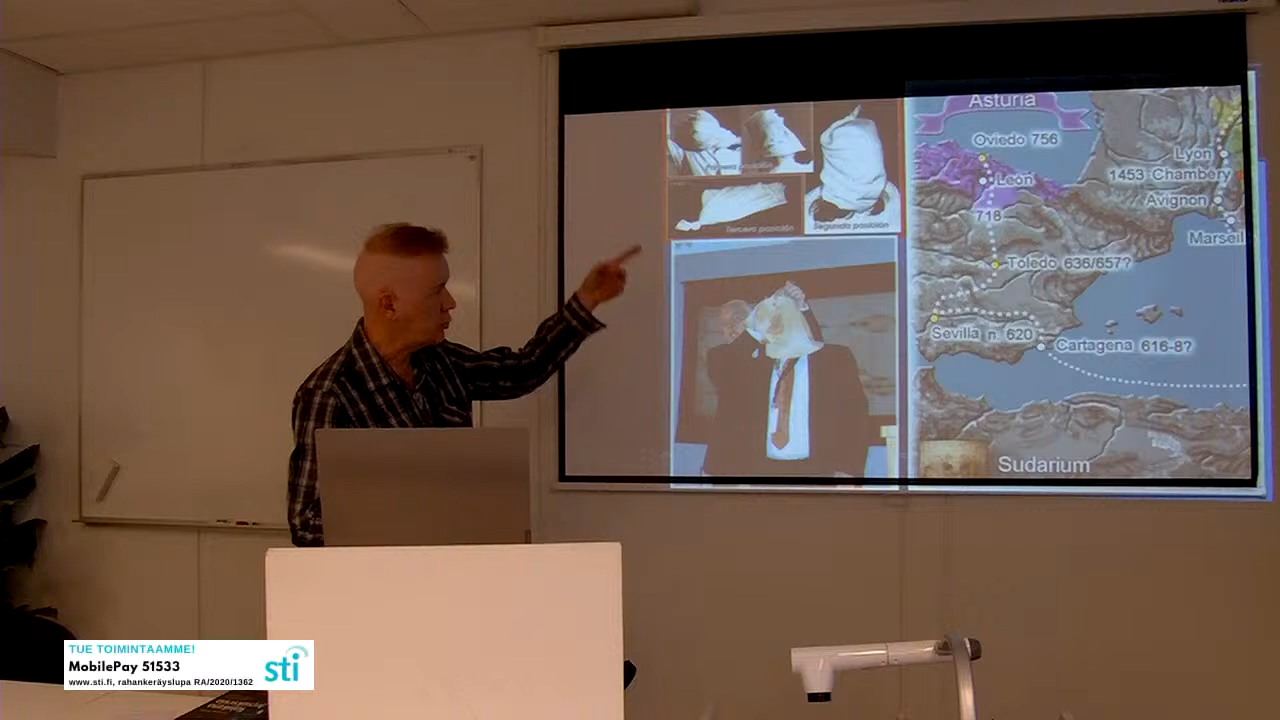 Asturia
Oviedo 756
León
718
Toledo 636/657?
Sevilla n. 620
Cartagena 616-8?
Lyon
1453 Chambery
Avignon
Marseil
Sudarium
Tercera posición
Segunda posición
TUE TOIMINTAAMME!
MobilePay 51533
www.sti.fi, rahankeräyslupa RA/2020/1362
sti